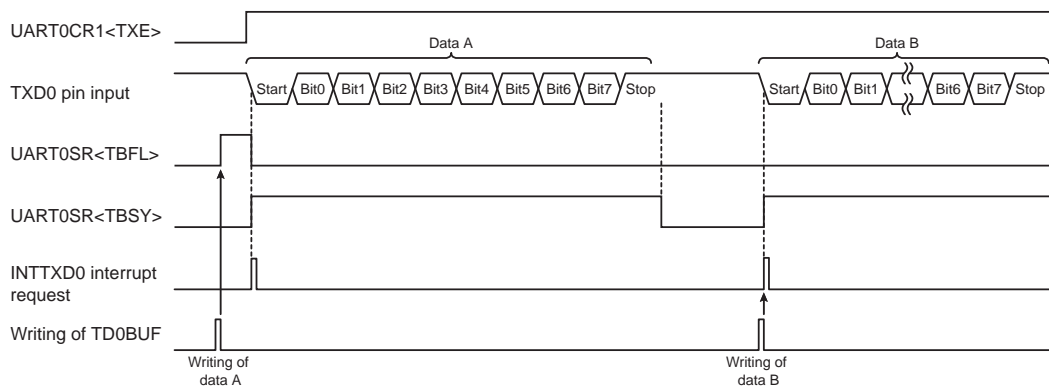 UART0CR1<TXE>
Data A
Data B
TXD0 pin input
Start Bit0 Bit1 Bit2 Bit3 Bit4 Bit5 Bit6 Bit7 Stop
Start Bit0 Bit1 Bit6 Bit7 Stop
UART0SR<TBFL>
UART0SR<TBSY>
INTTXD0 interrupt
request
Writing of TD0BUF
Writing of
data A
Writing of
data B